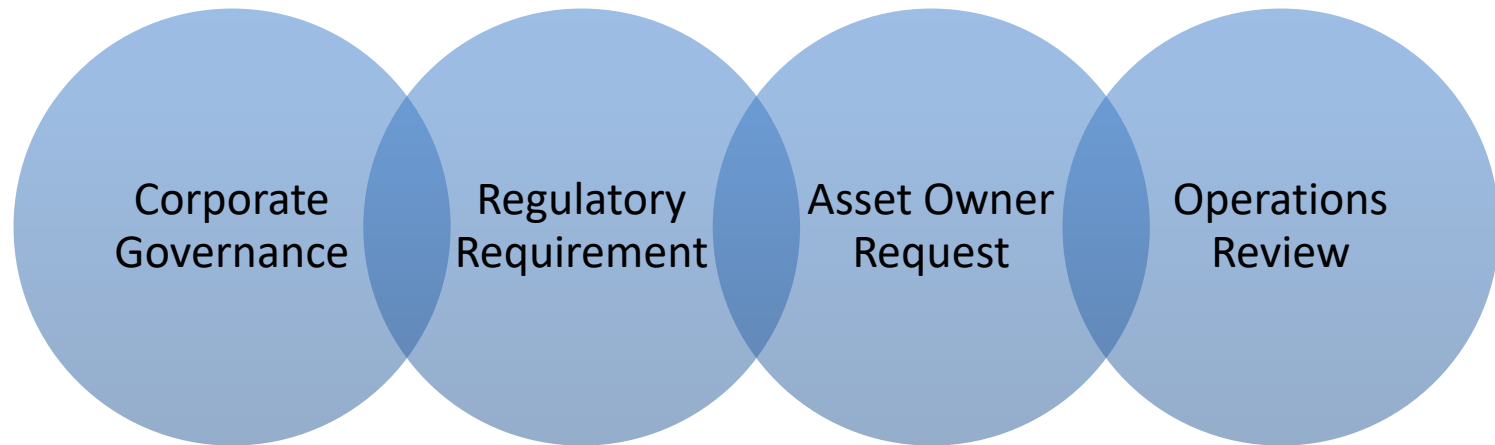 Corporate
Governance
Regulatory
Requirement
Asset Owner
Request
Operations
Review